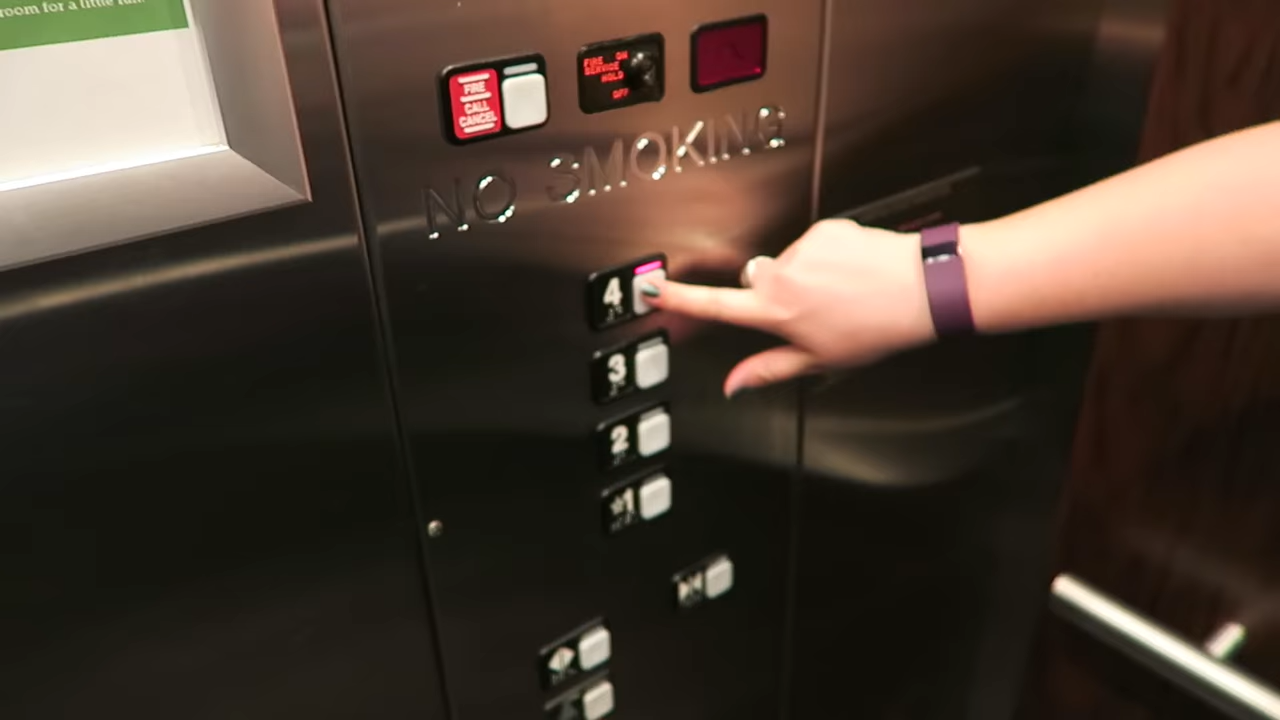 room for a little fun.
FIRE
CALL
CANCEL
FIRE ON
SERVICE
HOLD
OFF
NO SMOKING
4
3
2
*1